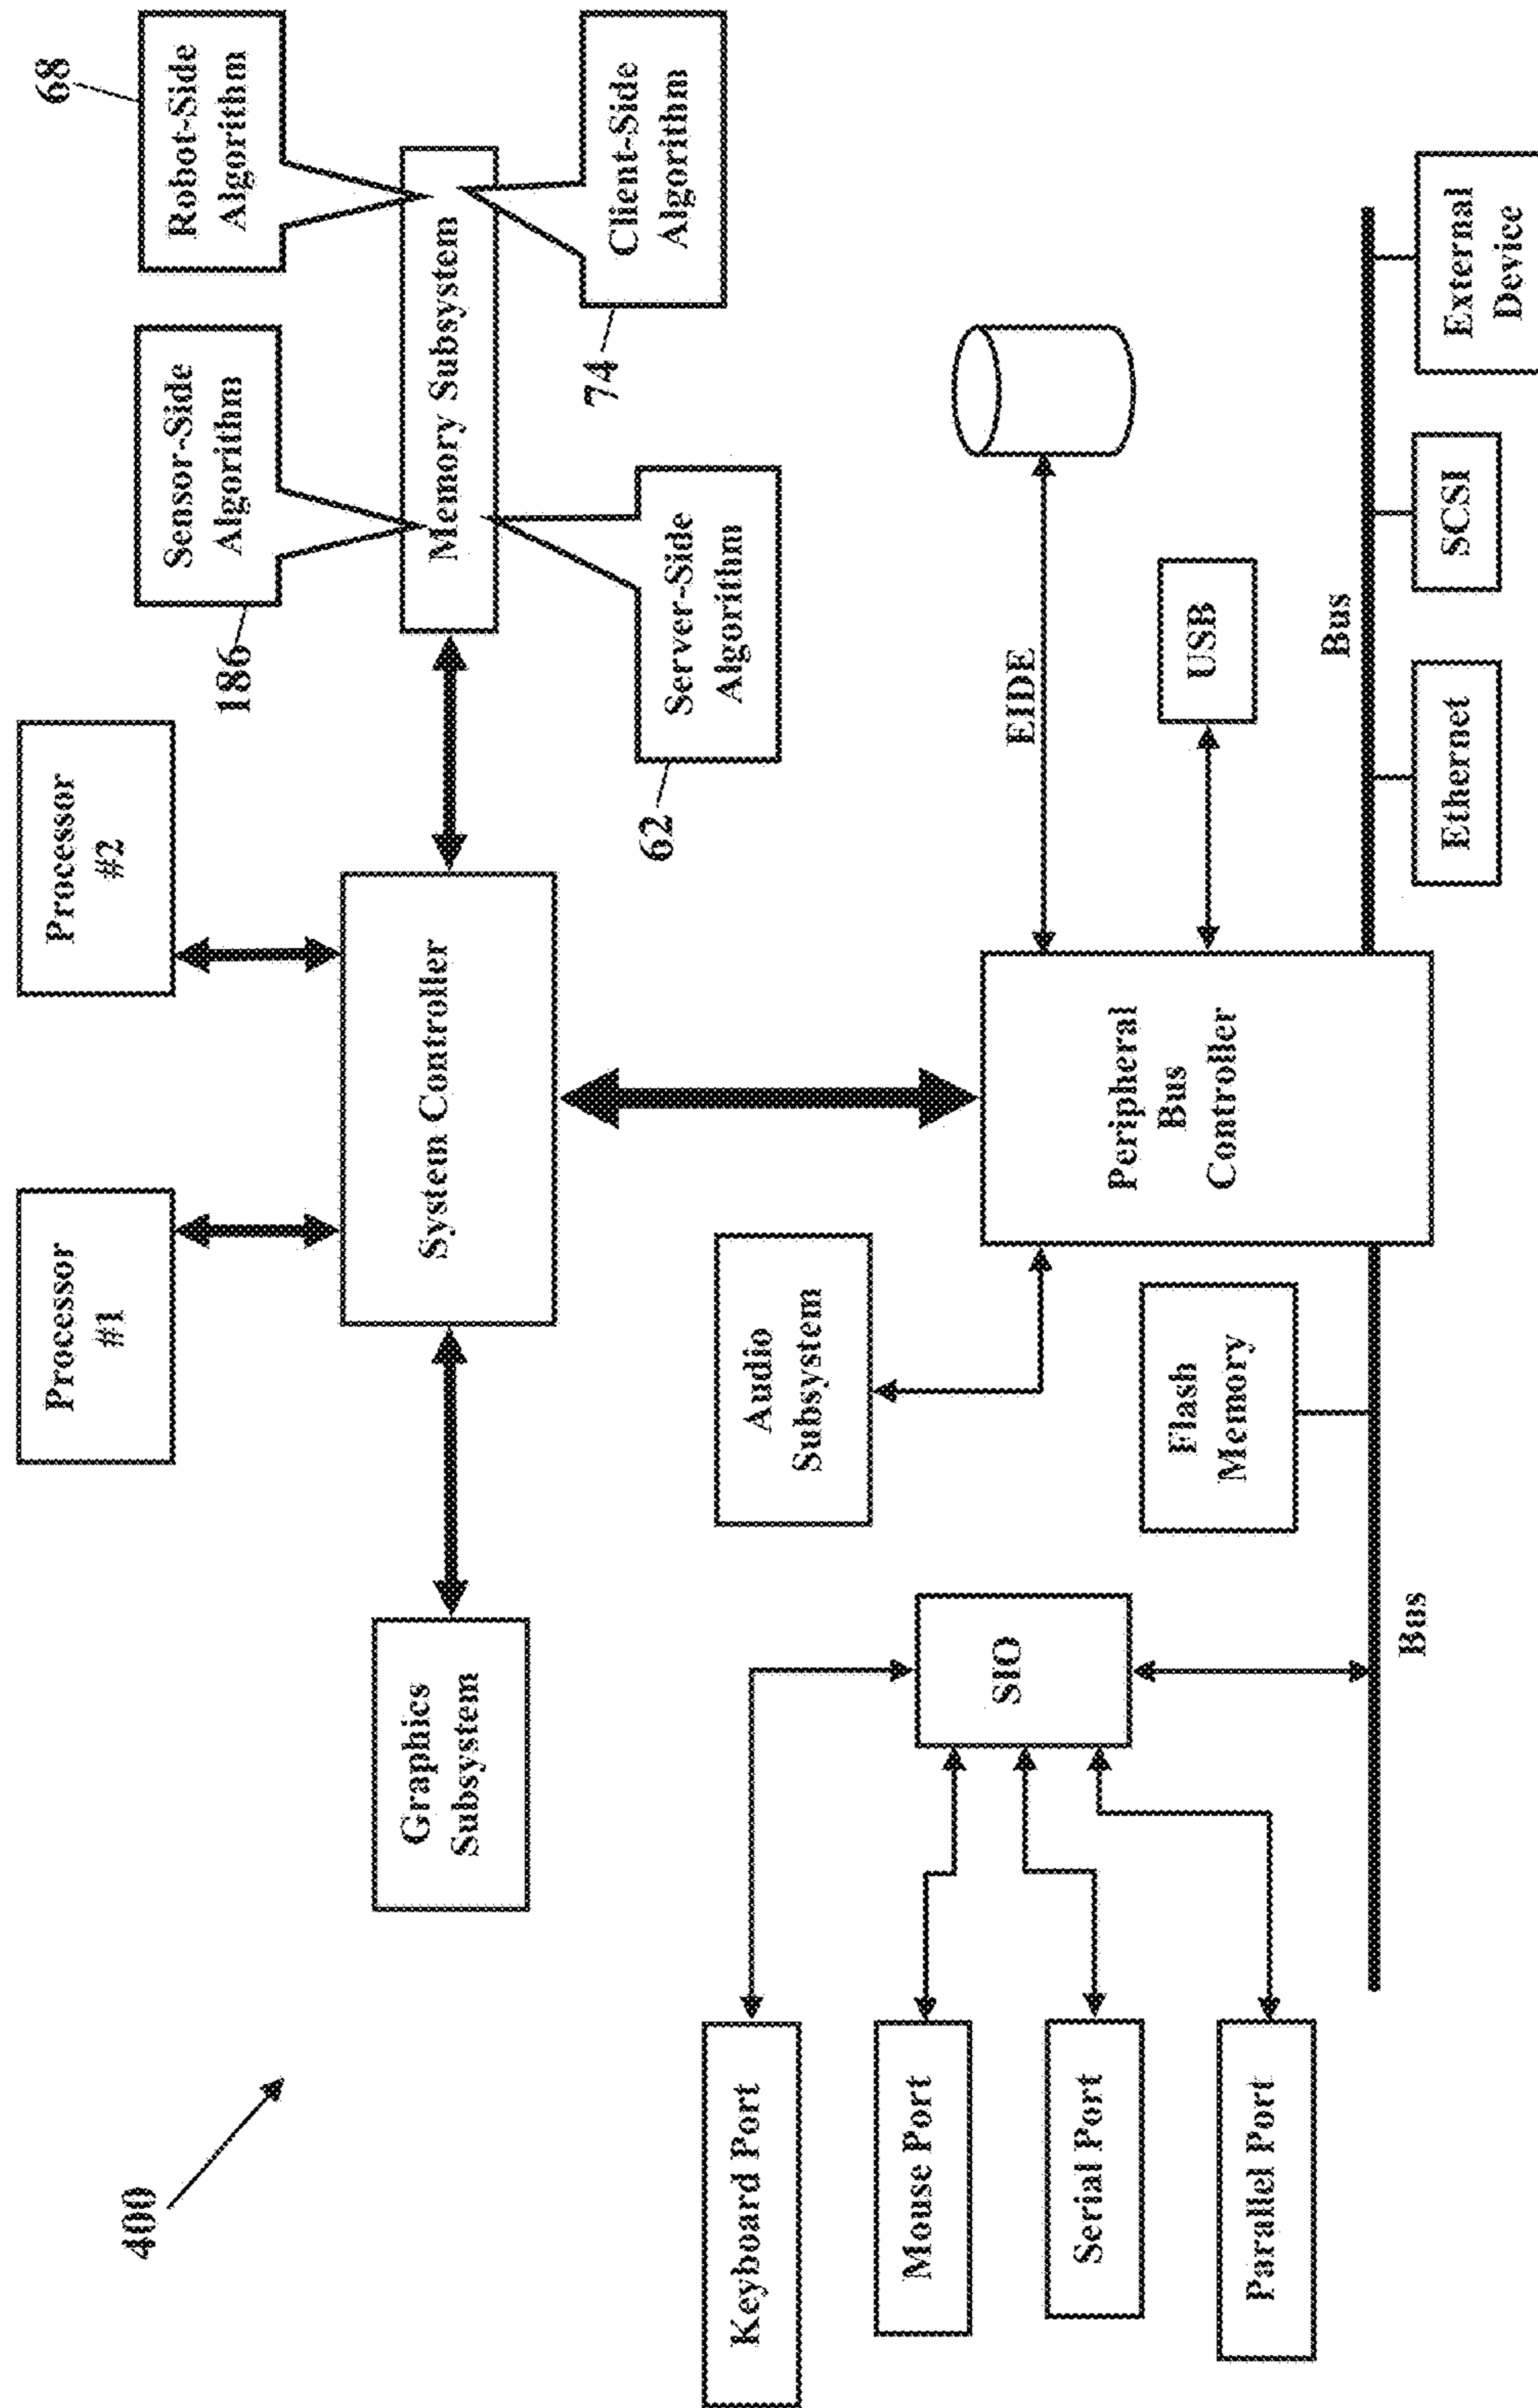 400
Processor
#1
Processor
#2
Graphics
Subsystem
System Controller
Memory Subsystem
186
Sensor-Side
Algorithm
68
Robot-Side
Algorithm
62
Server-Side
Algorithm
74
Client-Side
Algorithm
Keyboard Port
Mouse Port
Serial Port
Parallel Port
SIO
Audio
Subsystem
Flash
Memory
Bus
Peripheral
Bus
Controller
EIDE
USB
Bus
Ethernet
SCSI
External
Device